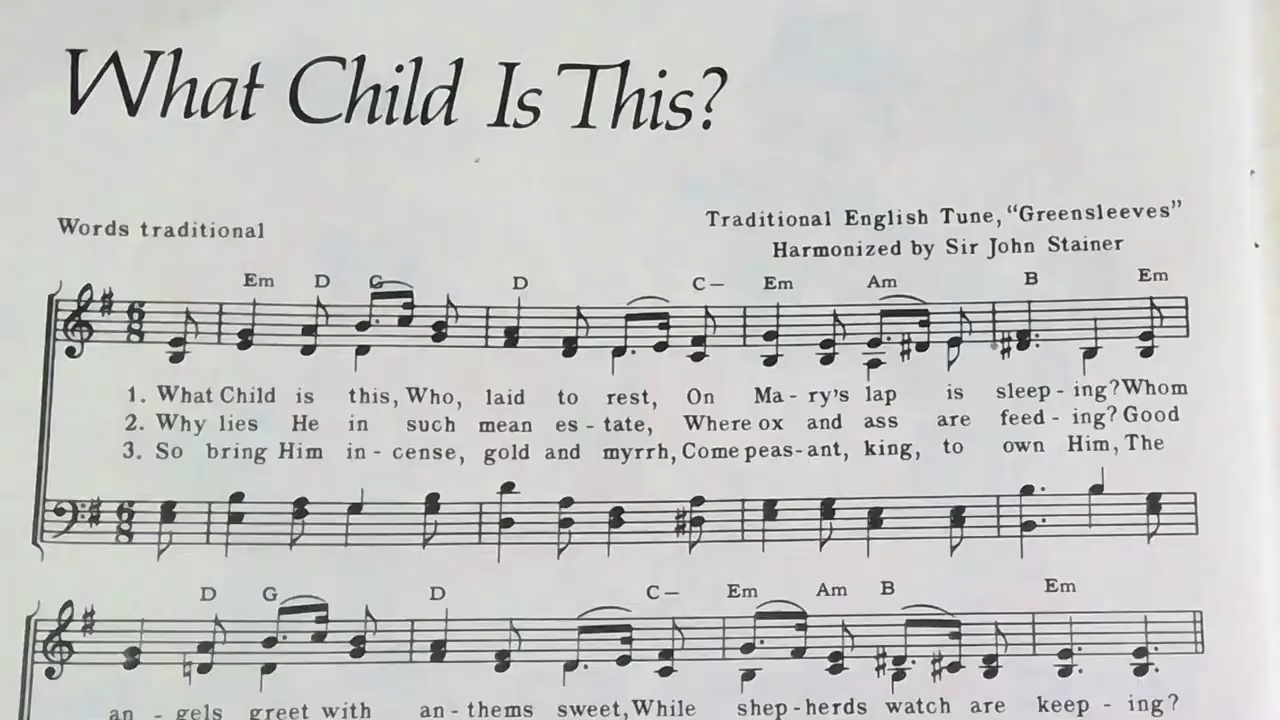 What Child Is This?
Words traditional
Traditional English Tune, "Greensleeves"
Harmonized by Sir John Stainer
Em D G D C– Em Am B Em
6 8
1. What Child is this, Who, laid to rest, On Ma - ry's lap is sleep - ing? Whom
2. Why lies He in such mean es - tate, Where ox and ass are feed - ing? Good
3. So bring Him in - cense, gold and myrrh, Come peas - ant, king, to own Him, The
6 8
D G D C– Em Am B Em
an - gels greet with an - thems sweet, While shep - herds watch are keep - ing?